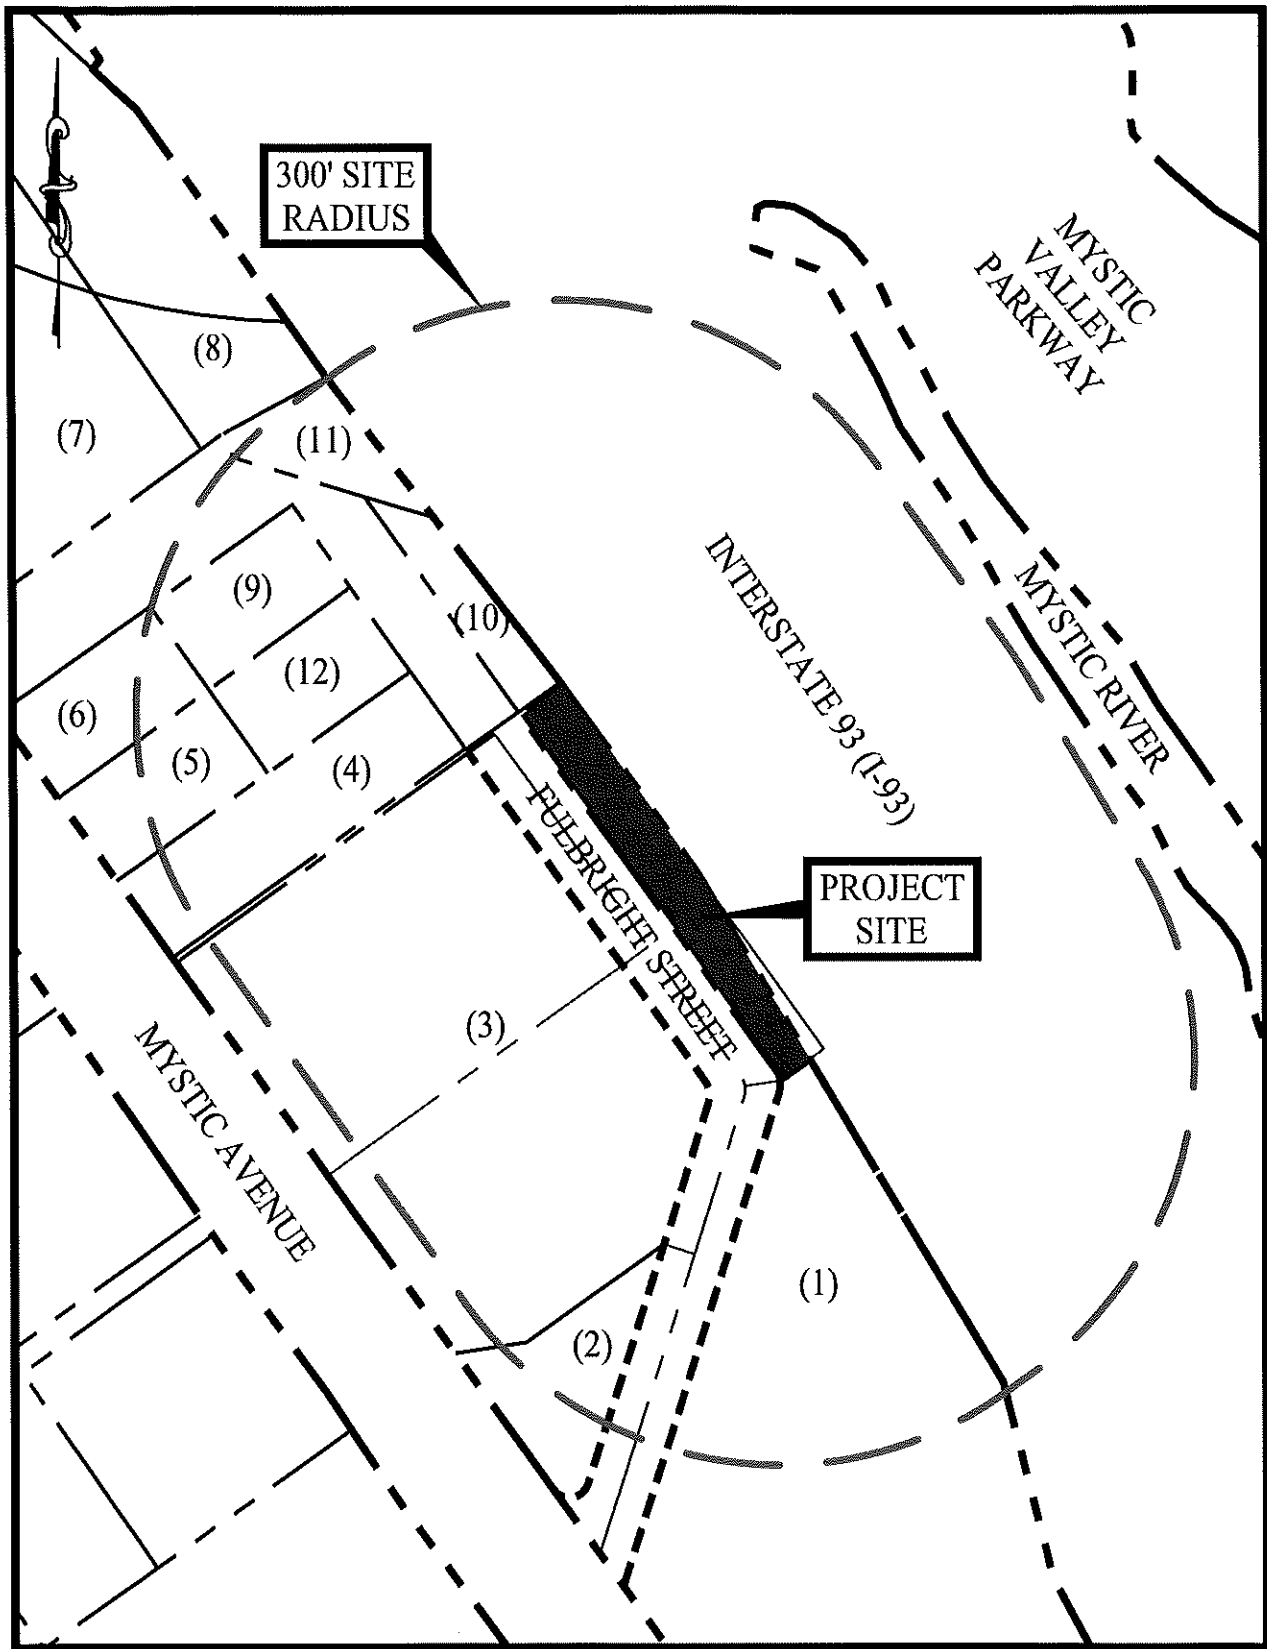 300' SITE
RADIUS
MYSTIC
VALLEY
PARKWAY
(8)
(7)
(11)
INTERSTATE 93 (I-93)
MYSTIC RIVER
(9)
(10)
(12)
(6)
(5)
(4)
FULBRIGHT STREET
PROJECT
SITE
(3)
MYSTIC AVENUE
(1)
(2)